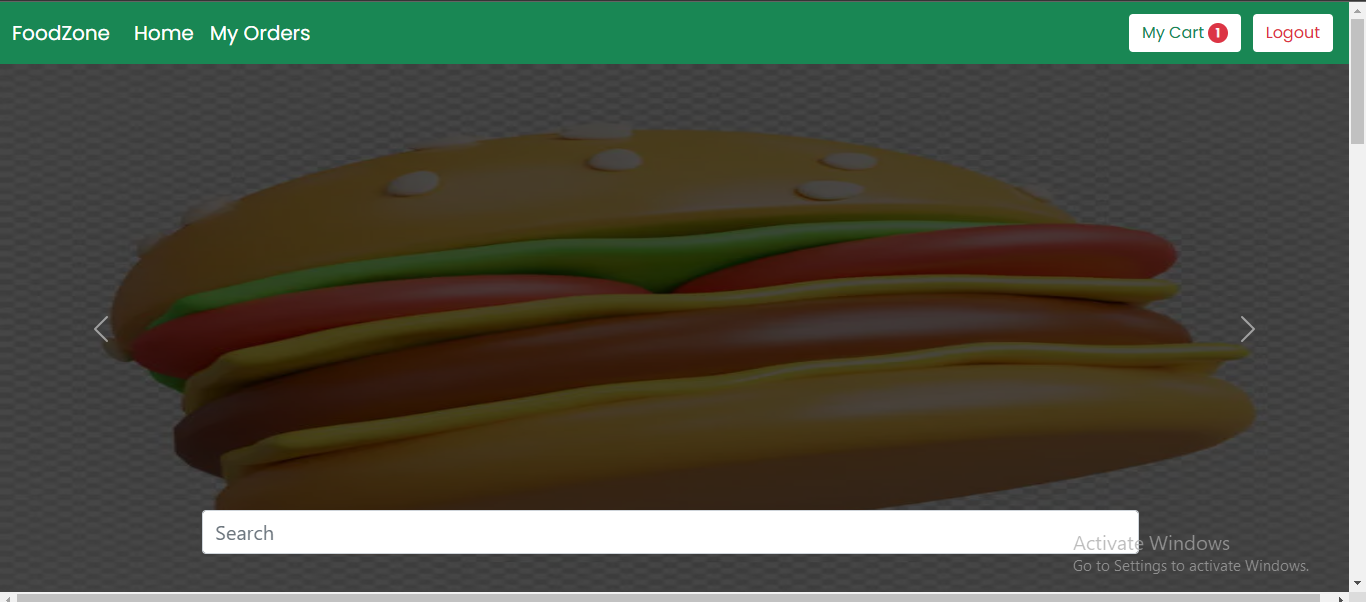 FoodZone Home My Orders My Cart 1 Logout
Search
Activate Windows
Go to Settings to activate Windows.